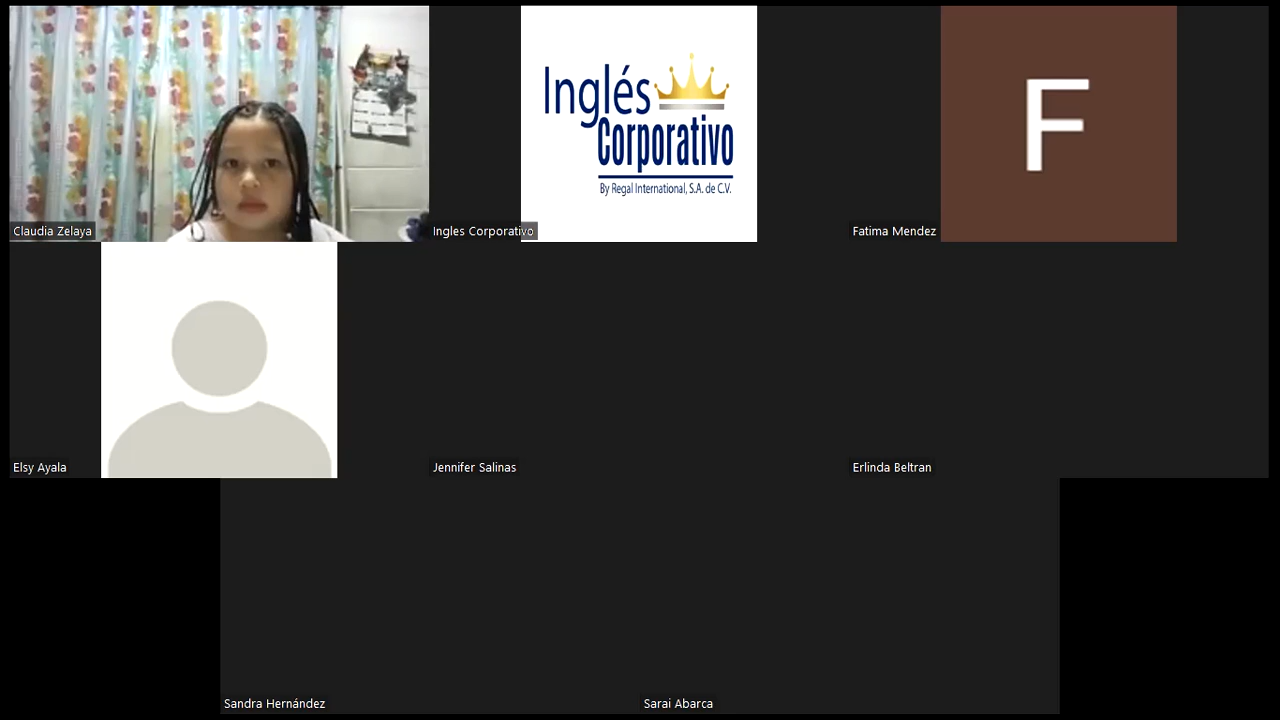 Claudia Zelaya
Inglés
Corporativo
By Regal International, S.A. de C.V.
Ingles Corporativo
F
Fatima Mendez
Elsy Ayala
Jennifer Salinas
Erlinda Beltran
Sandra Hernández
Sarai Abarca